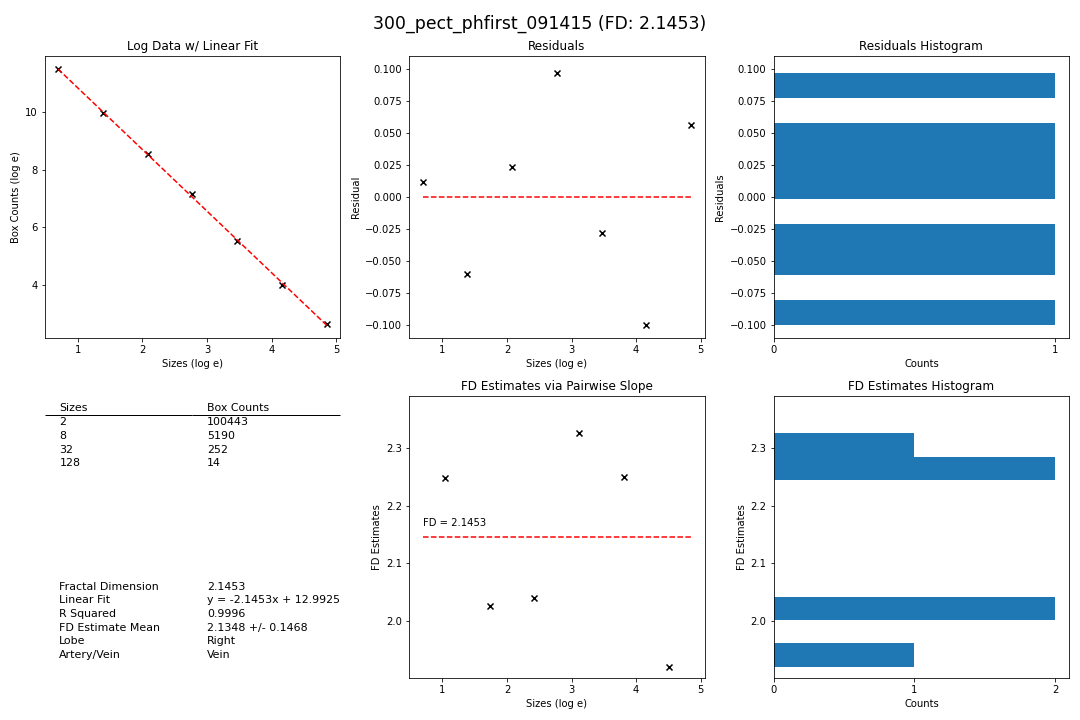 300_pect_phfirst_091415 (FD: 2.1453)
Log Data w/ Linear Fit
Box Counts (log e)
10
8
6
4
1 2 3 4 5
Sizes (log e)
Residuals
Residual
0.100
0.075
0.050
0.025
0.000
−0.025
−0.050
−0.075
−0.100
1 2 3 4 5
Sizes (log e)
Residuals Histogram
Residuals
0.100
0.075
0.050
0.025
0.000
−0.025
−0.050
−0.075
−0.100
0 1
Counts
Sizes Box Counts
2 100443
8 5190
32 252
128 14
Fractal Dimension 2.1453
Linear Fit y = -2.1453x + 12.9925
R Squared 0.9996
FD Estimate Mean 2.1348 +/- 0.1468
Lobe Right
Artery/Vein Vein
FD Estimates via Pairwise Slope
FD Estimates
2.3
2.2
2.1
2.0
FD = 2.1453
1 2 3 4 5
Sizes (log e)
FD Estimates Histogram
FD Estimates
2.3
2.2
2.1
2.0
0 1 2
Counts